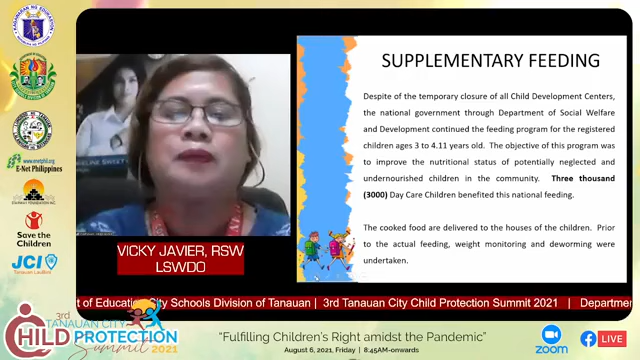 SUPPLEMENTARY FEEDING
Despite of the temporary closure of all Child Development Centers,
the national government through Department of Social Welfare
and Development continued the feeding program for the registered
children ages 3 to 4.11 years old. The objective of this program was
to improve the nutritional status of potentially neglected and
undernourished children in the community. Three thousand
(3000) Day Care Children benefited this national feeding.
The cooked food are delivered to the houses of the children. Prior
to the actual feeding, weight monitoring and deworming were
undertaken.
www.enetphil.org
E-Net Philippines
Save the
Children
JCI
Tanauan
VICKY JAVIER, RSW
LSWDO
t of Education City Schools Division of Tanauan | 3rd Tanauan City Child Protection Summit 2021 | Departme
3rd
TANAUAN CITY
CHILD PROTECTION
Summit 2021
“Fulfilling Children's Right amidst the Pandemic”
August 6, 2021, Friday | 8:45AM-onwards
zoom
LIVE